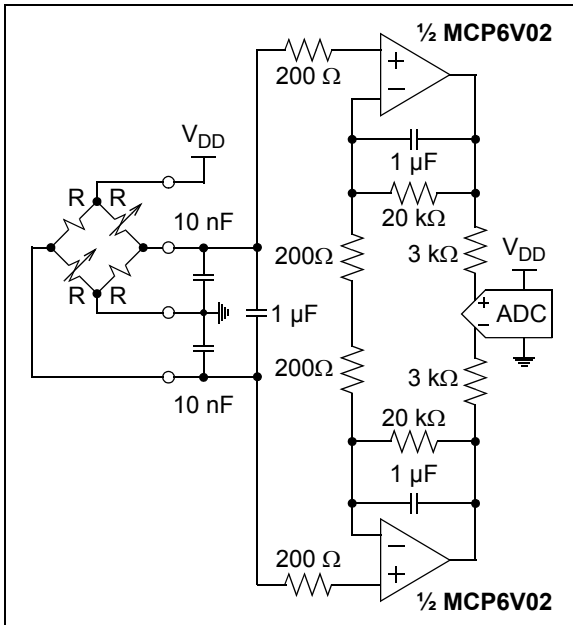 ½ MCP6V02
+
−
200 Ω
V_DD
1 µF
20 kΩ
R R
10 nF
200Ω
3 kΩ
V_DD
+
−
ADC
R R
1 µF
200Ω
3 kΩ
10 nF
20 kΩ
1 µF
200 Ω
−
+
½ MCP6V02